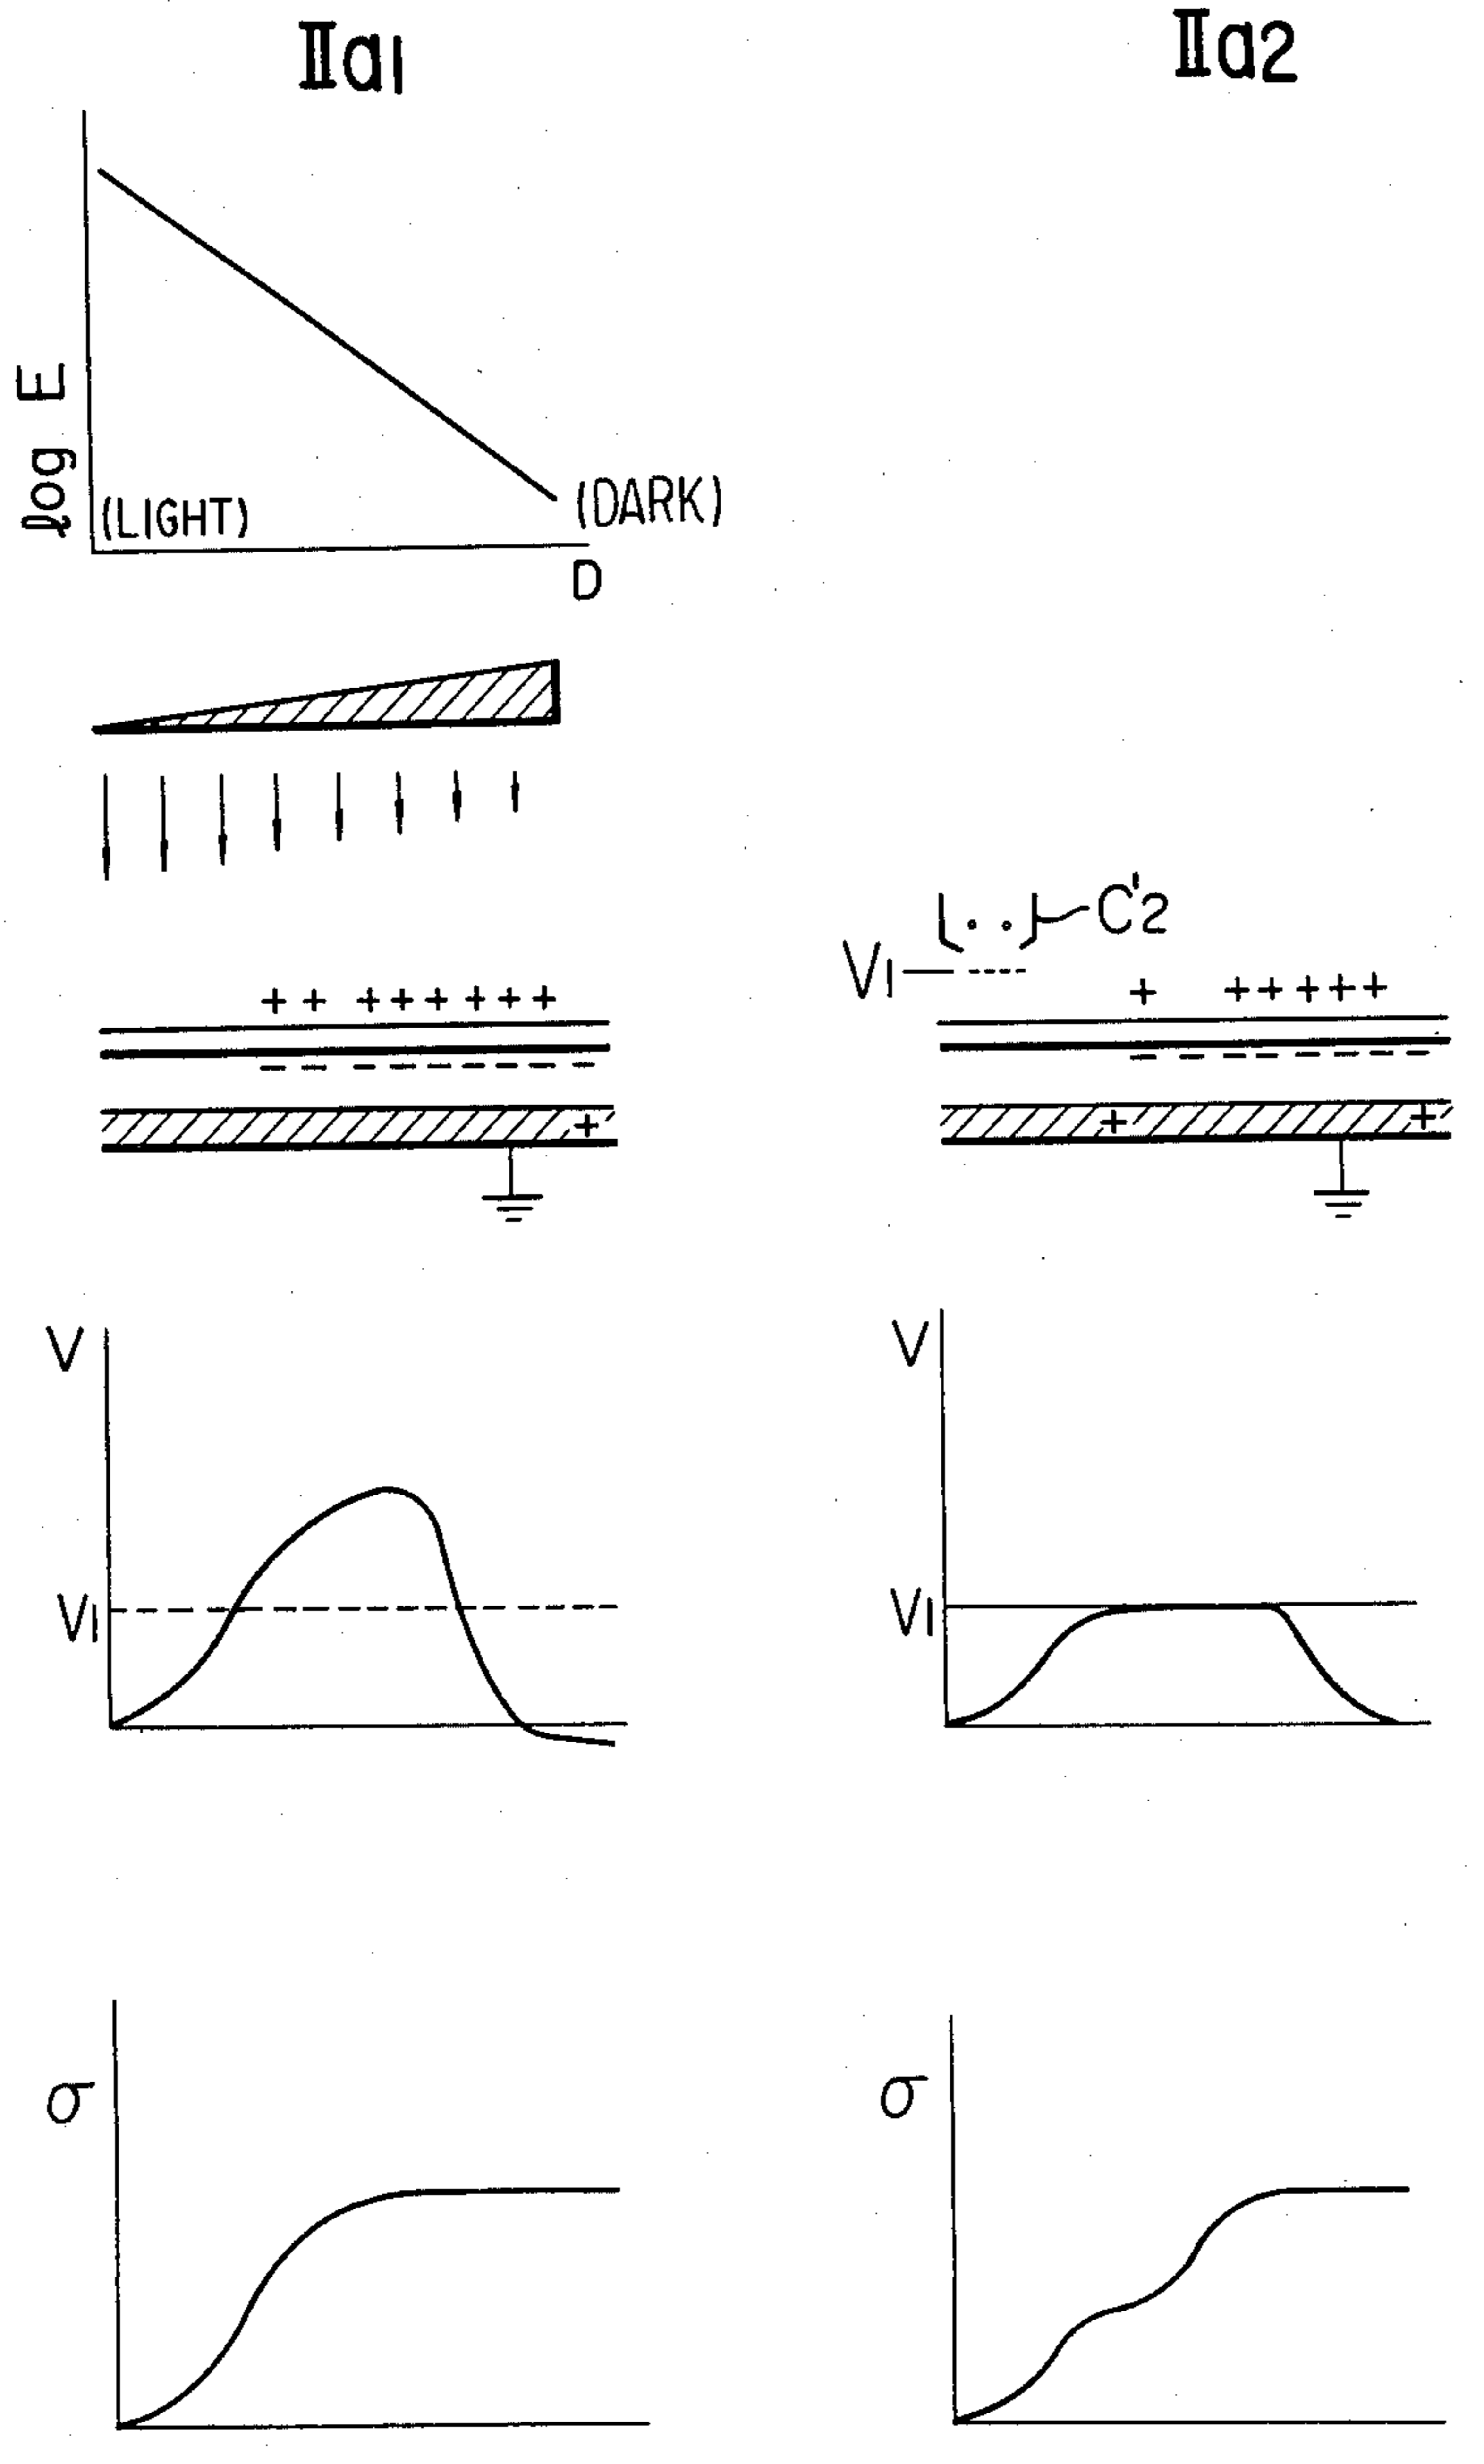 IIa1
IIa2
log E
(LIGHT)
(DARK)
D
C'2
V1
+ + + + + + + +
+ + + + + +
- - - - - - - - -
- - - - - - - -
+
+ +
V
V
V1
V1
σ
σ